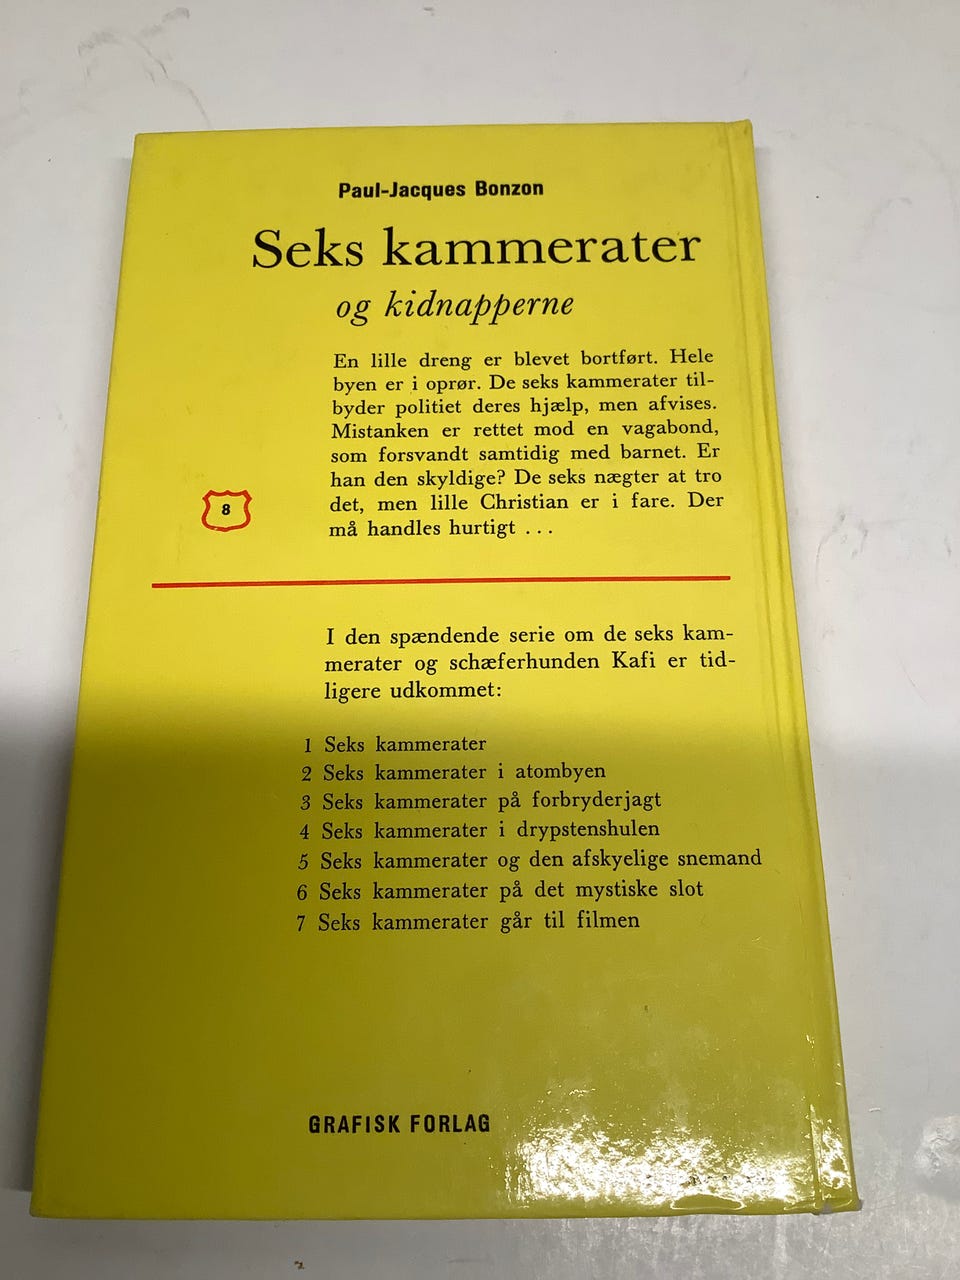 Paul-Jacques Bonzon
Seks kammerater
og kidnapperne
En lille dreng er blevet bortført. Hele
byen er i oprør. De seks kammerater til-
byder politiet deres hjælp, men afvises.
Mistanken er rettet mod en vagabond,
som forsvandt samtidig med barnet. Er
han den skyldige? De seks nægter at tro
det, men lille Christian er i fare. Der
må handles hurtigt ...
8
I den spændende serie om de seks kam-
merater og schæferhunden Kafi er tid-
ligere udkommet:
1 Seks kammerater
2 Seks kammerater i atombyen
3 Seks kammerater på forbryderjagt
4 Seks kammerater i drypstenshulen
5 Seks kammerater og den afskyelige snemand
6 Seks kammerater på det mystiske slot
7 Seks kammerater går til filmen
GRAFISK FORLAG